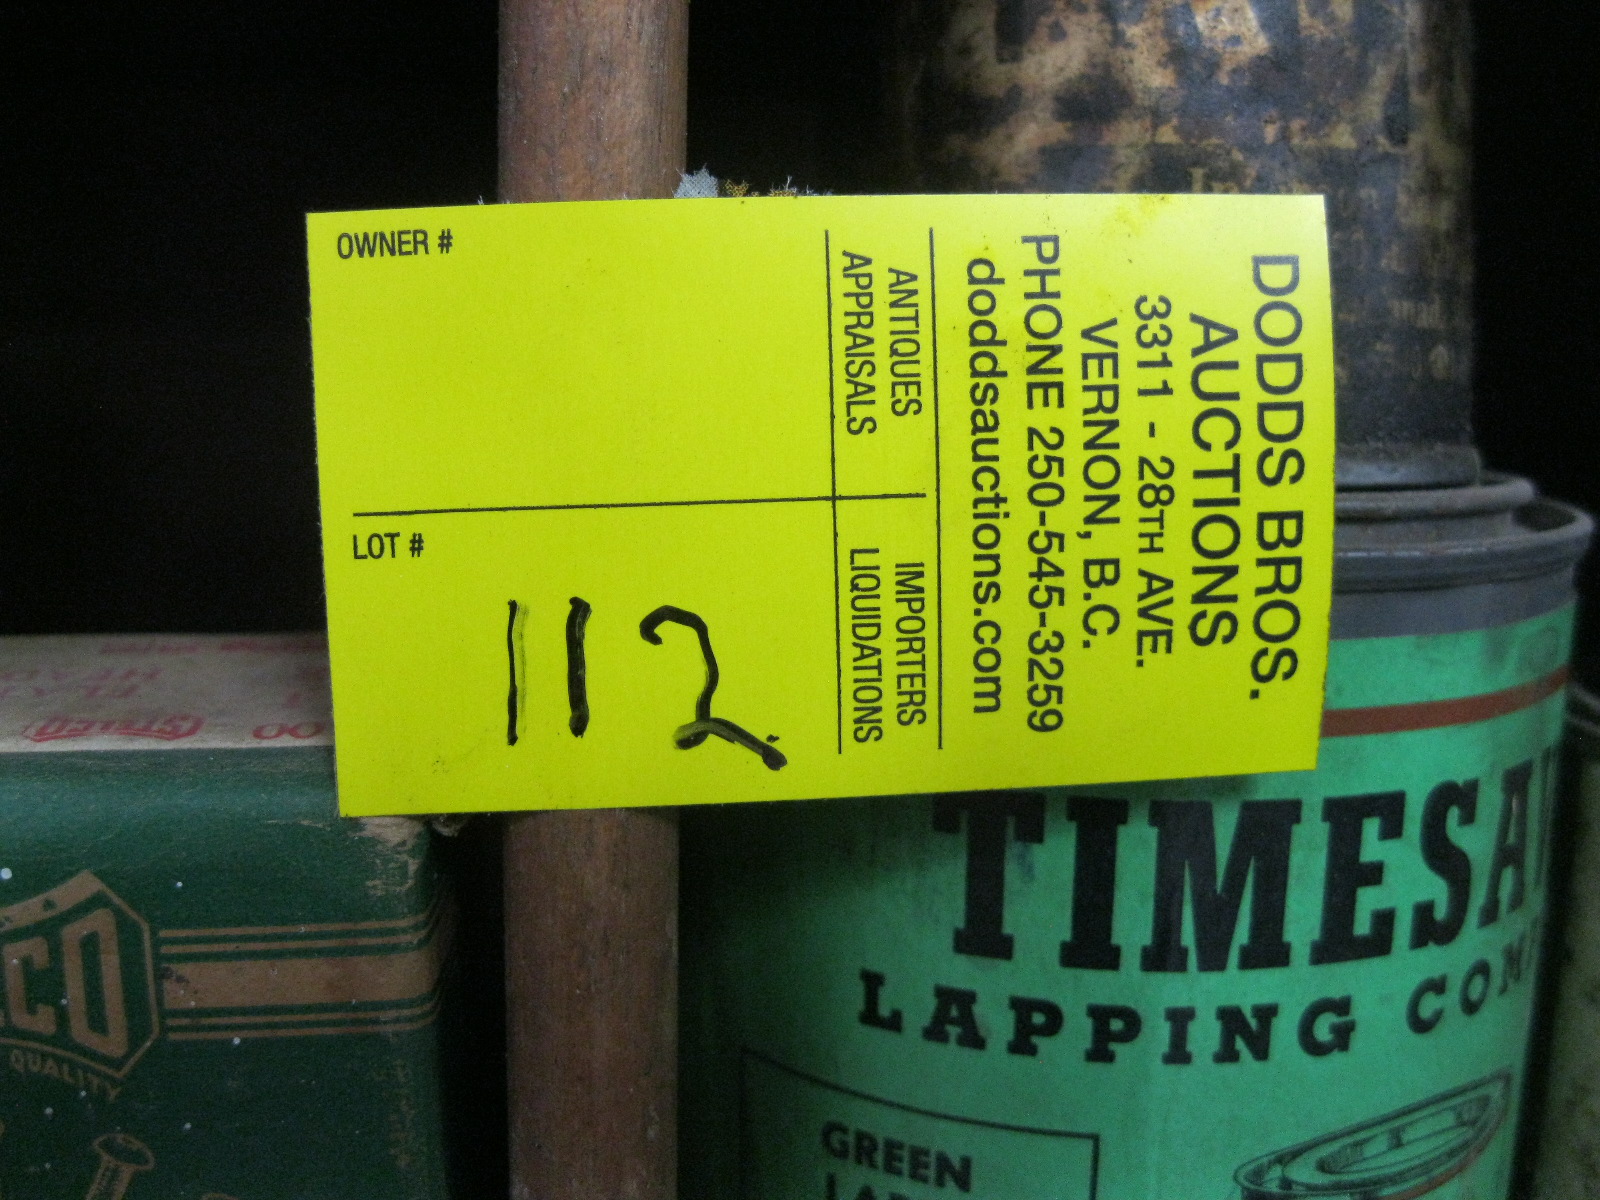 DODDS BROS.
AUCTIONS
3311 - 28TH AVE.
VERNON, B.C.
PHONE 250-545-3259
doddsauctions.com
ANTIQUES
APPRAISALS
IMPORTERS
LIQUIDATIONS
OWNER #
LOT #
112
TIMESA
LAPPING COM
GREEN
CO
QUALITY